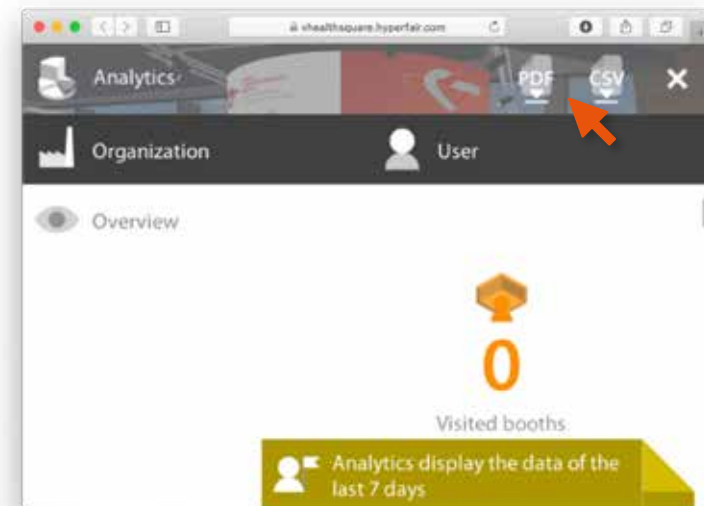 vhealthsquare.hyperfair.com
Analytics
PDF
CSV
Organization
User
Overview
0
Visited booths
Analytics display the data of the
last 7 days